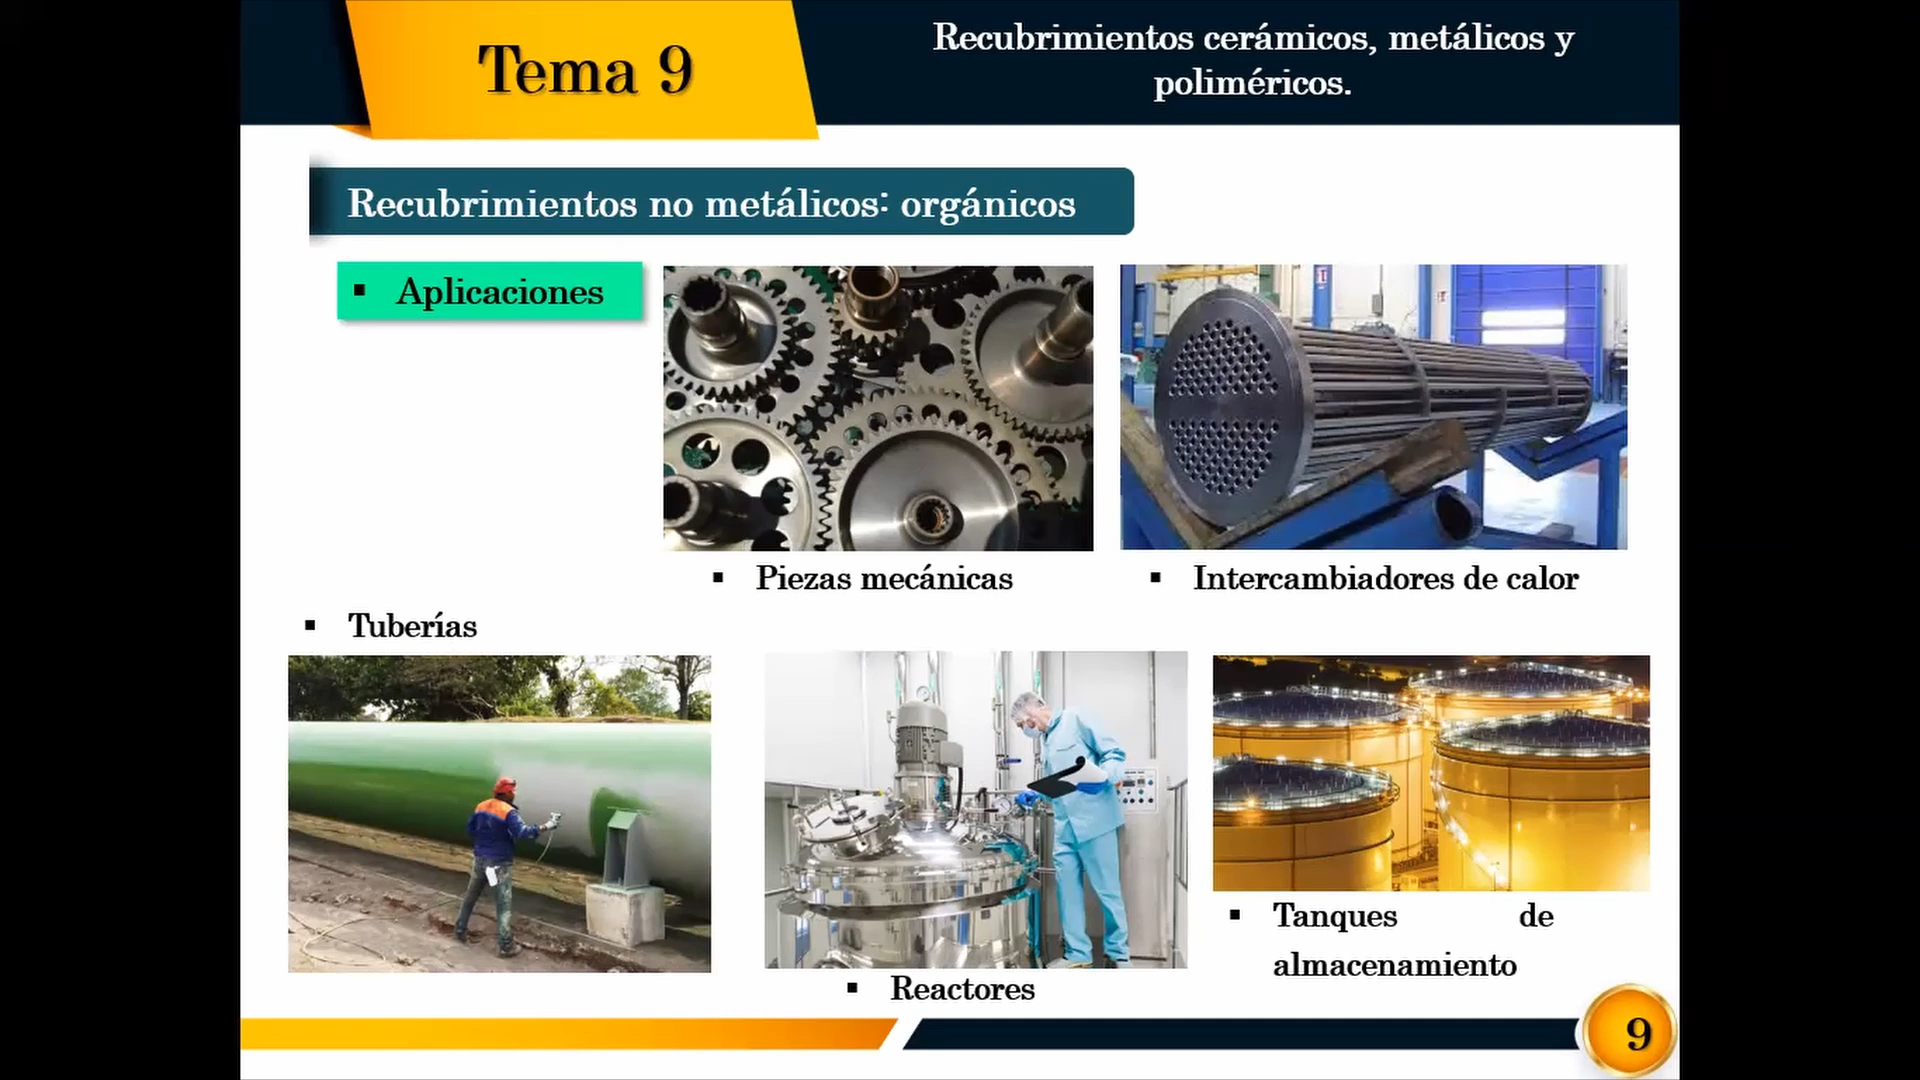 Tema 9
Recubrimientos cerámicos, metálicos y
poliméricos.
Recubrimientos no metálicos: orgánicos
▪ Aplicaciones
▪ Piezas mecánicas
▪ Intercambiadores de calor
▪ Tuberías
▪ Reactores
▪ Tanques de
almacenamiento
9